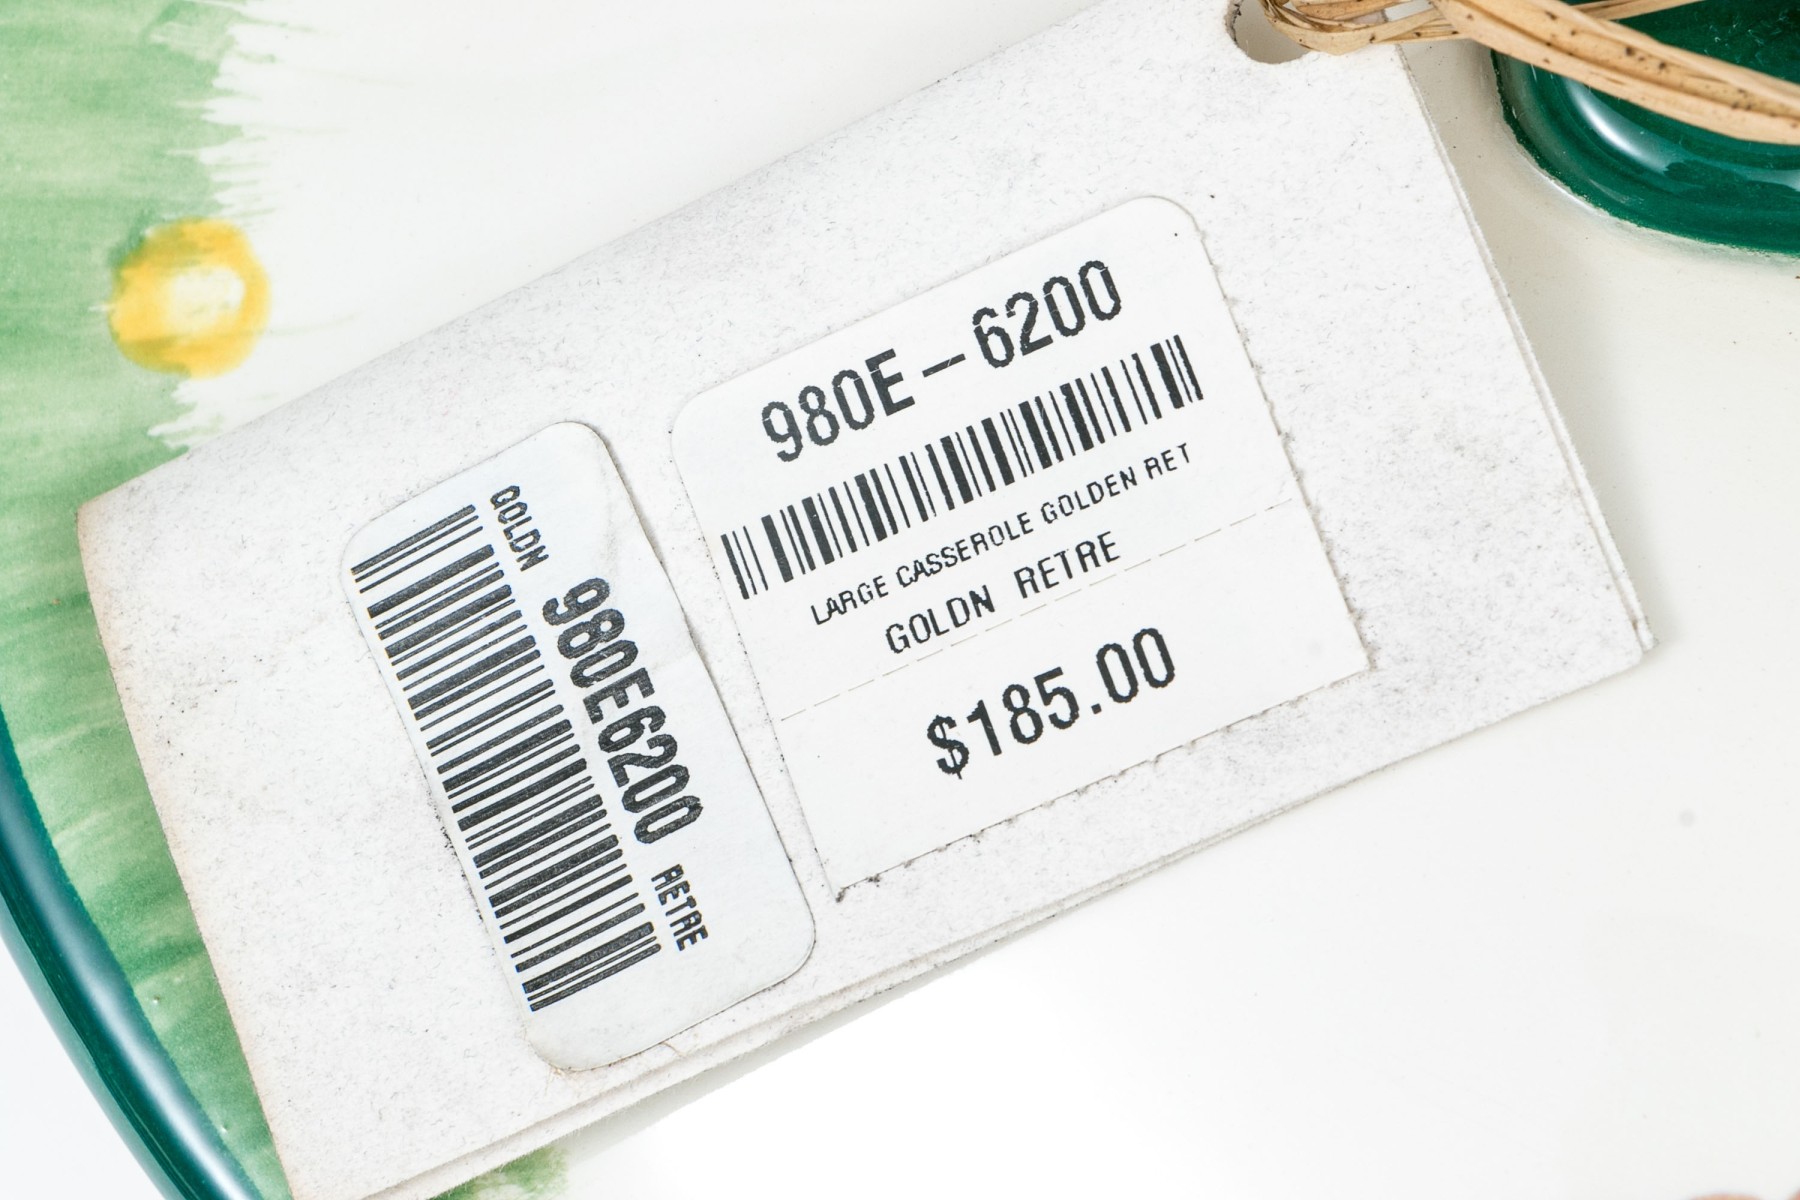 980E-6200
LARGE CASSEROLE GOLDEN RET
GOLDN RETRE
$185.00
GOLDN 980E6200 RETRE